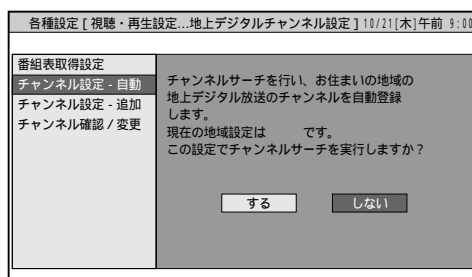 各種設定 [ 視聴・再生設定...地上デジタルチャンネル設定 ] 10/21[木]午前 9:00
番組表取得設定
チャンネル設定 - 自動
チャンネル設定 - 追加
チャンネル確認 / 変更
チャンネルサーチを行い、お住まいの地域の
地上デジタル放送のチャンネルを自動登録
します。
現在の地域設定は　　です。
この設定でチャンネルサーチを実行しますか？
する
しない